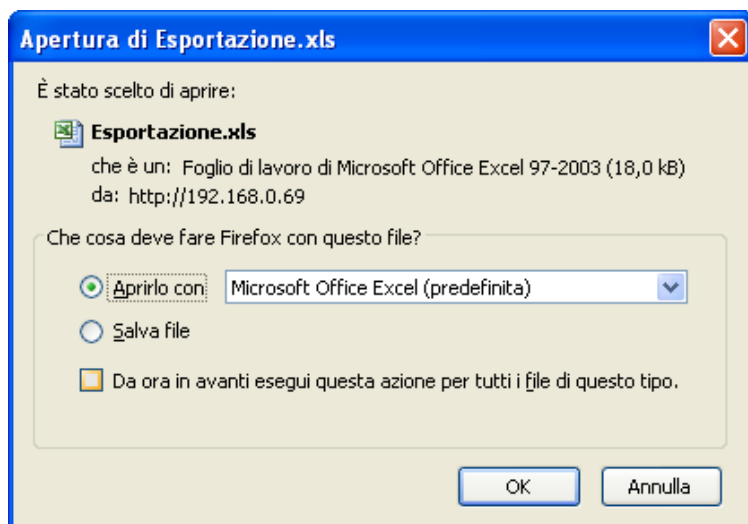 Apertura di Esportazione.xls
È stato scelto di aprire:
Esportazione.xls
che è un: Foglio di lavoro di Microsoft Office Excel 97-2003 (18,0 kB)
da: http://192.168.0.69
Che cosa deve fare Firefox con questo file?
Aprirlo con Microsoft Office Excel (predefinita)
Salva file
Da ora in avanti esegui questa azione per tutti i file di questo tipo.
OK Annulla